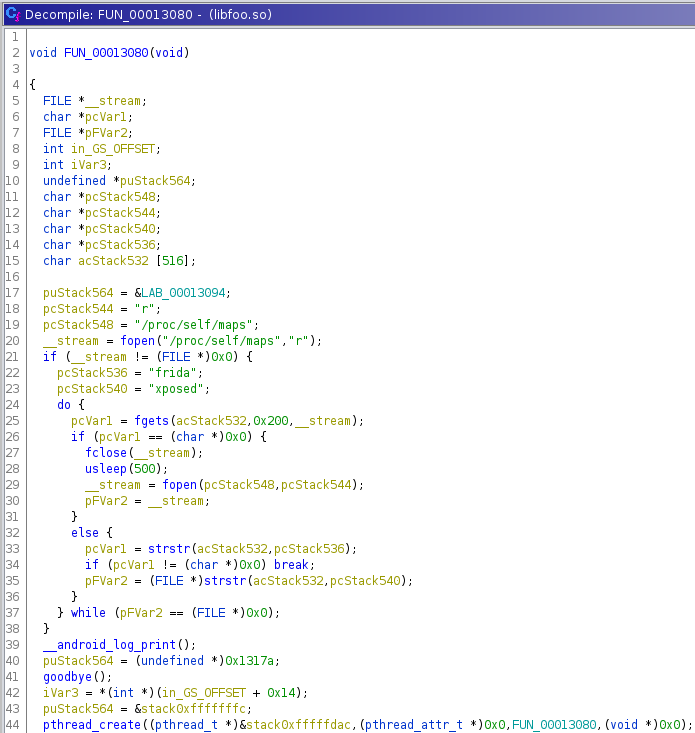 Decompile: FUN_00013080 - (libfoo.so)
1
2 void FUN_00013080(void)
3
4 {
5 FILE *__stream;
6 char *pcVar1;
7 FILE *pFVar2;
8 int in_GS_OFFSET;
9 int iVar3;
10 undefined *puStack564;
11 char *pcStack548;
12 char *pcStack544;
13 char *pcStack540;
14 char *pcStack536;
15 char acStack532 [516];
16
17 puStack564 = &LAB_00013094;
18 pcStack544 = "r";
19 pcStack548 = "/proc/self/maps";
20 __stream = fopen("/proc/self/maps","r");
21 if (__stream != (FILE *)0x0) {
22 pcStack536 = "frida";
23 pcStack540 = "xposed";
24 do {
25 pcVar1 = fgets(acStack532,0x200,__stream);
26 if (pcVar1 == (char *)0x0) {
27 fclose(__stream);
28 usleep(500);
29 __stream = fopen(pcStack548,pcStack544);
30 pFVar2 = __stream;
31 }
32 else {
33 pcVar1 = strstr(acStack532,pcStack536);
34 if (pcVar1 != (char *)0x0) break;
35 pFVar2 = (FILE *)strstr(acStack532,pcStack540);
36 }
37 } while (pFVar2 == (FILE *)0x0);
38 }
39 __android_log_print();
40 puStack564 = (undefined *)0x1317a;
41 goodbye();
42 iVar3 = *(int *)(in_GS_OFFSET + 0x14);
43 puStack564 = &stack0xfffffffc;
44 pthread_create((pthread_t *)&stack0xfffffdac,(pthread_attr_t *)0x0,FUN_00013080,(void *)0x0);